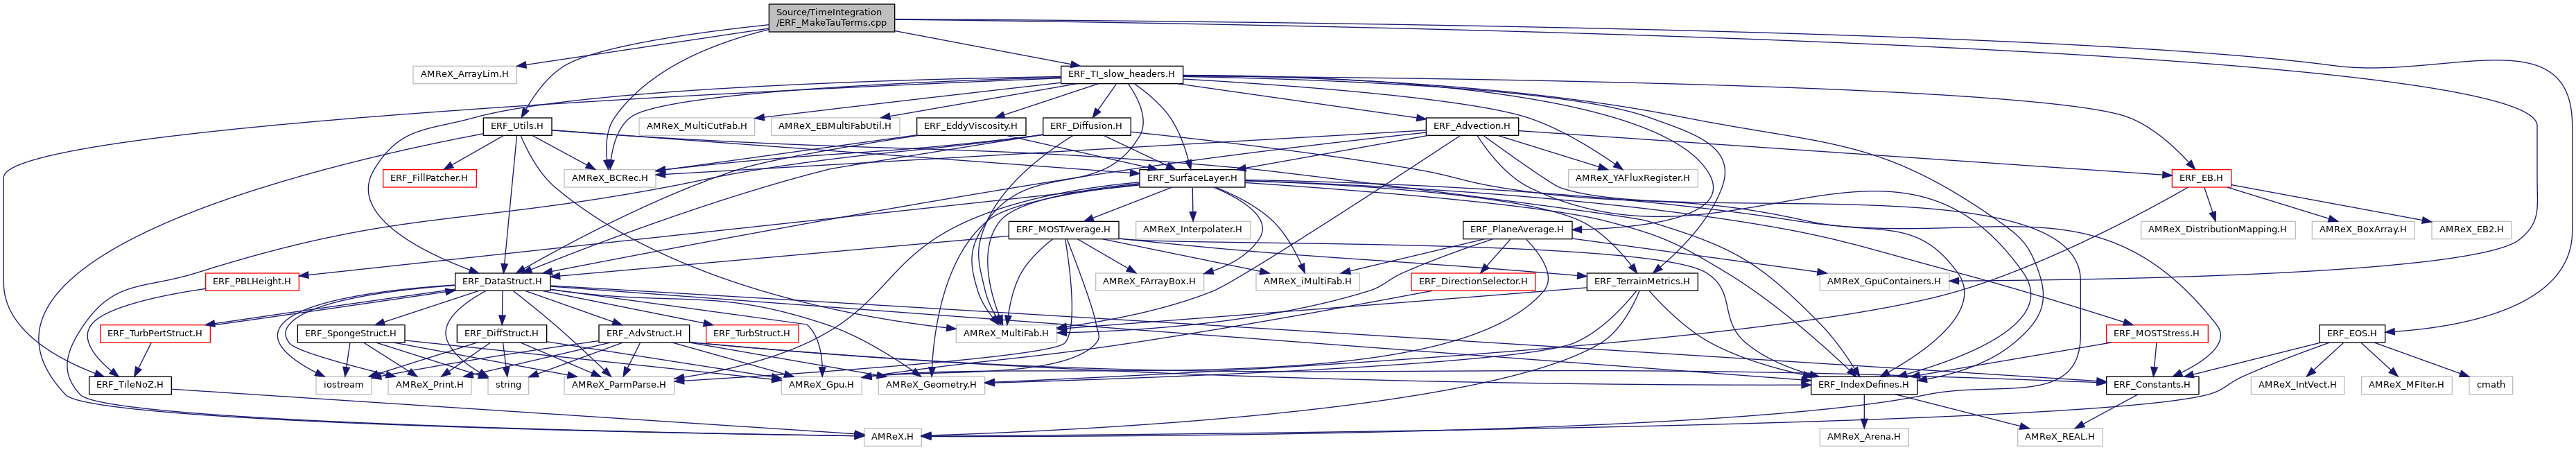 Source/TimeIntegration
/ERF_MakeTauTerms.cpp
AMReX_ArrayLim.H
ERF_TI_slow_headers.H
ERF_Utils.H
AMReX_MultiCutFab.H
AMReX_EBMultiFabUtil.H
ERF_EddyViscosity.H
ERF_Diffusion.H
ERF_Advection.H
ERF_FillPatcher.H
AMReX_BCRec.H
ERF_SurfaceLayer.H
AMReX_YAFluxRegister.H
ERF_EB.H
ERF_MOSTAverage.H
AMReX_Interpolater.H
ERF_PlaneAverage.H
AMReX_DistributionMapping.H
AMReX_BoxArray.H
AMReX_EB2.H
ERF_PBLHeight.H
ERF_DataStruct.H
AMReX_FArrayBox.H
AMReX_iMultiFab.H
ERF_DirectionSelector.H
ERF_TerrainMetrics.H
AMReX_GpuContainers.H
ERF_TurbPertStruct.H
ERF_SpongeStruct.H
ERF_DiffStruct.H
ERF_AdvStruct.H
ERF_TurbStruct.H
AMReX_MultiFab.H
ERF_MOSTStress.H
ERF_EOS.H
ERF_TileNoZ.H
iostream
AMReX_Print.H
string
AMReX_ParmParse.H
AMReX_Gpu.H
AMReX_Geometry.H
ERF_IndexDefines.H
ERF_Constants.H
AMReX_IntVect.H
AMReX_MFIter.H
cmath
AMReX.H
AMReX_Arena.H
AMReX_REAL.H